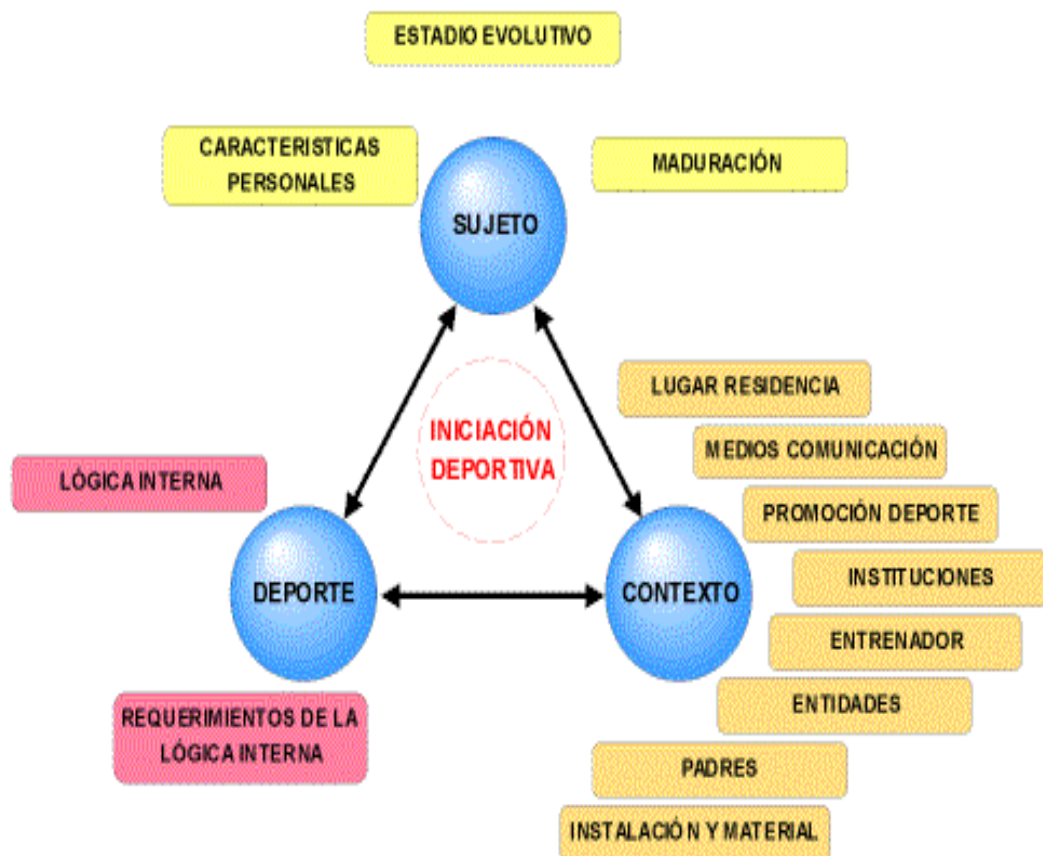 ESTADIO EVOLUTIVO
CARACTERISTICAS
PERSONALES
MADURACIÓN
SUJETO
LUGAR RESIDENCIA
INICIACIÓN
DEPORTIVA
MEDIOS COMUNICACIÓN
LÓGICA INTERNA
PROMOCIÓN DEPORTE
DEPORTE
CONTEXTO
INSTITUCIONES
ENTRENADOR
ENTIDADES
REQUERIMIENTOS DE LA
LÓGICA INTERNA
PADRES
INSTALACIÓN Y MATERIAL